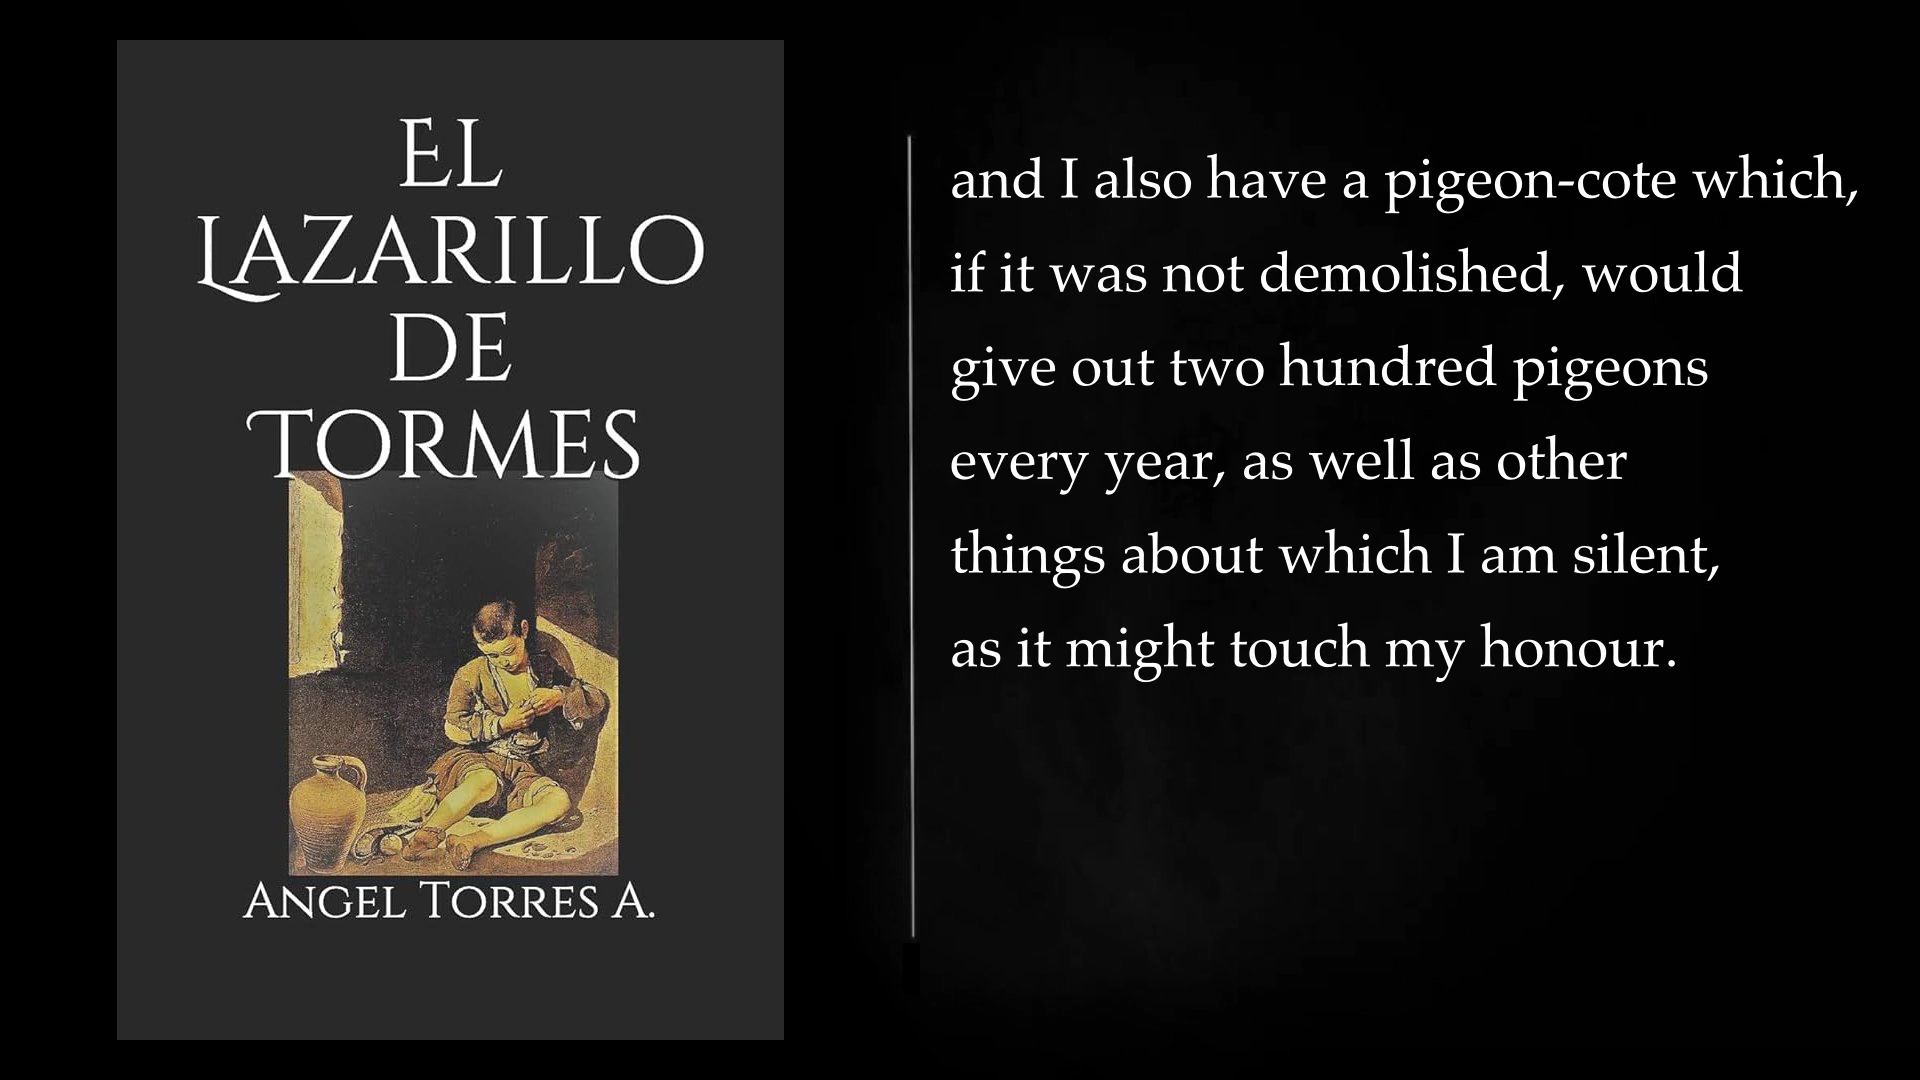 EL
LAZARILLO
DE
TORMES
ANGEL TORRES A.
and I also have a pigeon-cote which,
if it was not demolished, would
give out two hundred pigeons
every year, as well as other
things about which I am silent,
as it might touch my honour.